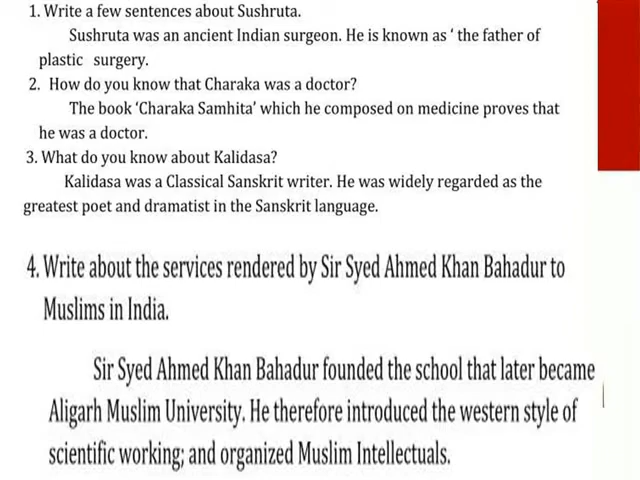 1. Write a few sentences about Sushruta.
Sushruta was an ancient Indian surgeon. He is known as ‘ the father of
plastic surgery.
2. How do you know that Charaka was a doctor?
The book ‘Charaka Samhita’ which he composed on medicine proves that
he was a doctor.
3. What do you know about Kalidasa?
Kalidasa was a Classical Sanskrit writer. He was widely regarded as the
greatest poet and dramatist in the Sanskrit language.
4. Write about the services rendered by Sir Syed Ahmed Khan Bahadur to
Muslims in India.
Sir Syed Ahmed Khan Bahadur founded the school that later became
Aligarh Muslim University. He therefore introduced the western style of
scientific working; and organized Muslim Intellectuals.